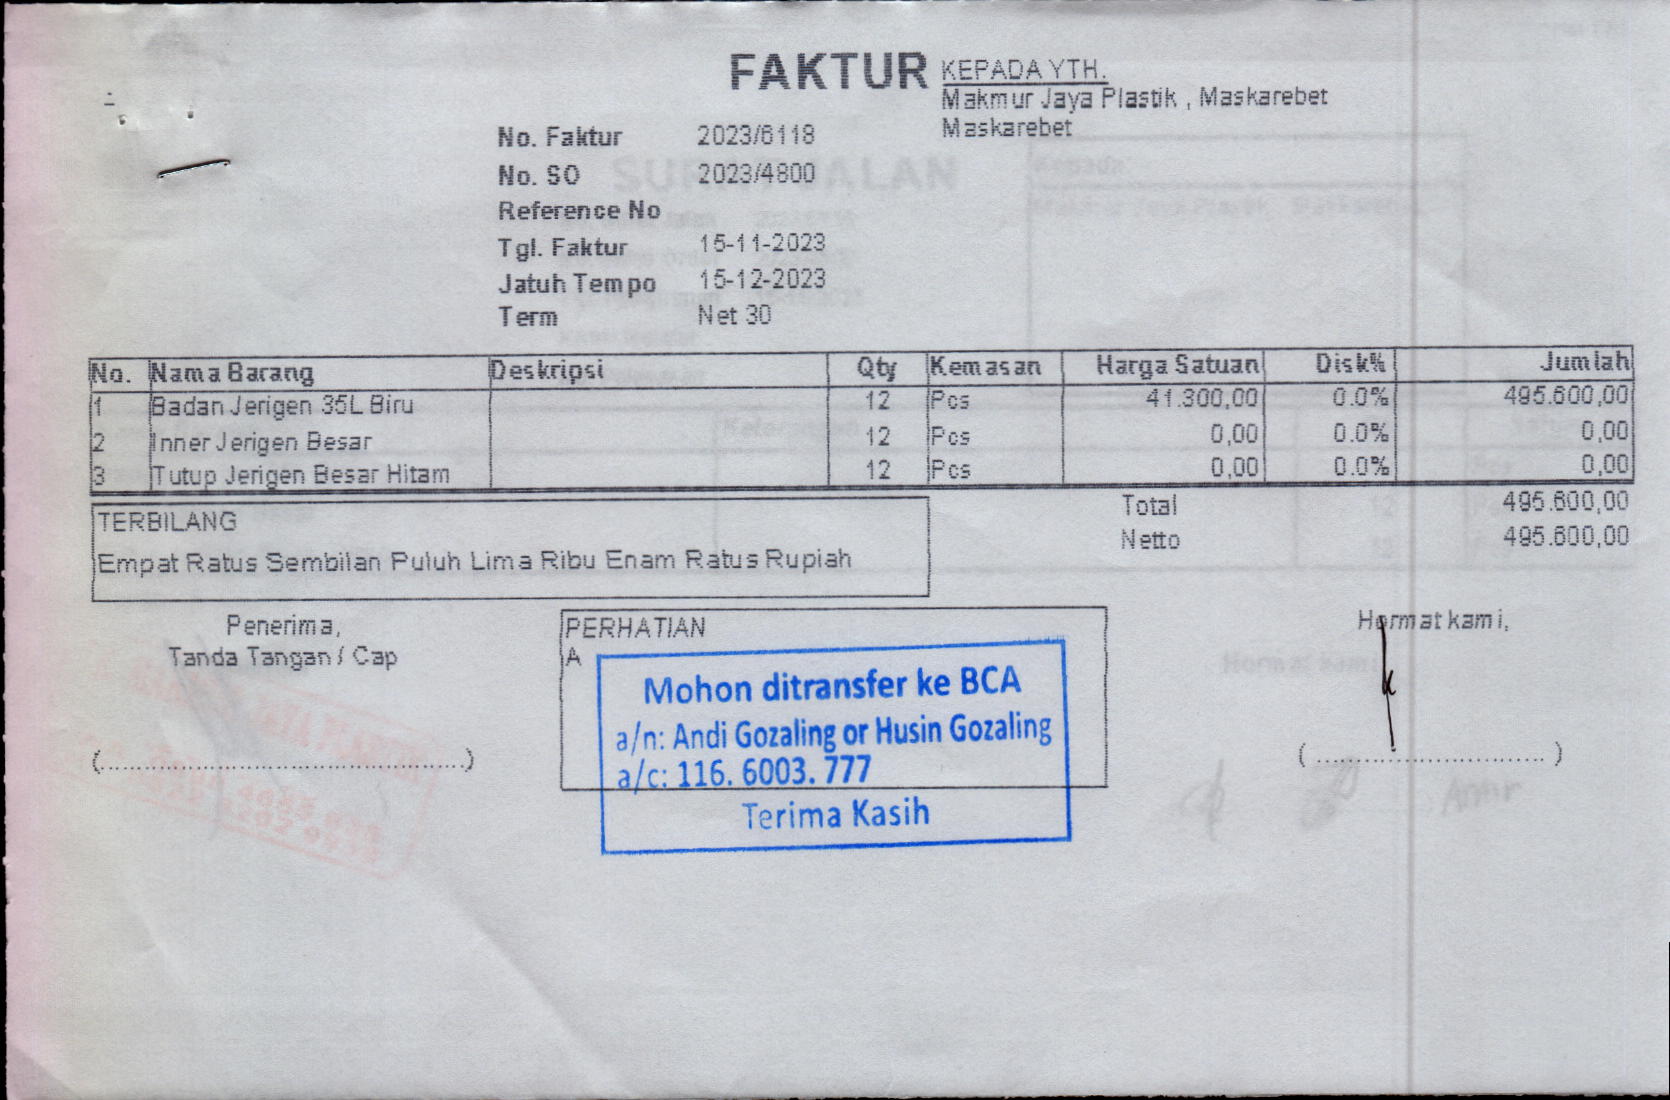 FAKTUR
KEPADA YTH.
Makmur Jaya Plastik , Maskarebet
Maskarebet
No. Faktur 2023/6118
No. SO 2023/4800
Reference No
Tgl. Faktur 15-11-2023
Jatuh Tempo 15-12-2023
Term Net 30
No. Nama Barang Deskripsi Qty Kemasan Harga Satuan Disk% Jumlah
1 Badan Jerigen 35L Biru 12 Pcs 41.300,00 0.0% 495.600,00
2 Inner Jerigen Besar 12 Pcs 0,00 0.0% 0,00
3 Tutup Jerigen Besar Hitam 12 Pcs 0,00 0.0% 0,00
Total 495.600,00
Netto 495.600,00
TERBILANG
Empat Ratus Sembilan Puluh Lima Ribu Enam Ratus Rupiah
Penerima,
Tanda Tangan / Cap
PERHATIAN
A
Mohon ditransfer ke BCA
a/n: Andi Gozaling or Husin Gozaling
a/c: 116. 6003. 777
Terima Kasih
Hormat kami,